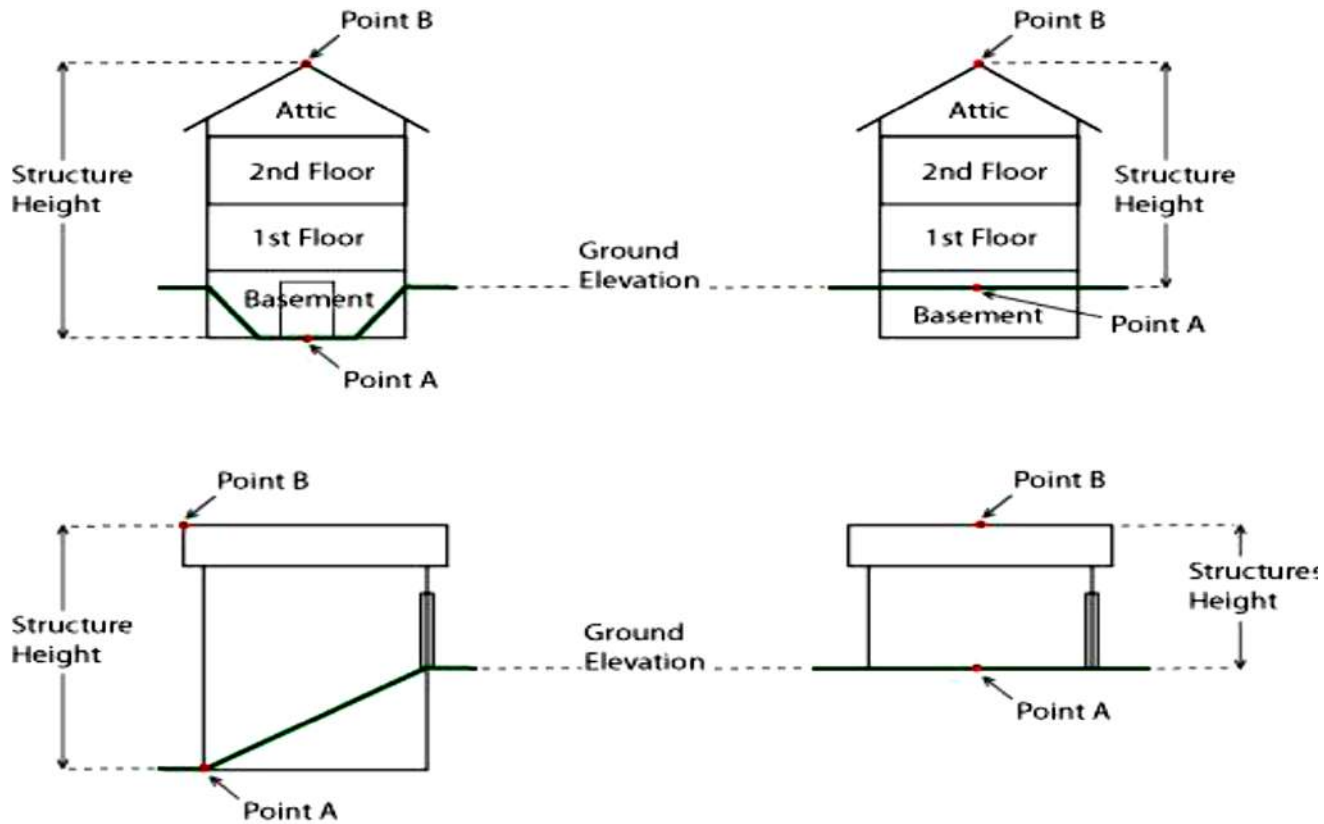 Point B
Point B
Attic
Attic
Structure
Height
2nd Floor
2nd Floor
Structure
Height
1st Floor
1st Floor
Ground
Elevation
Basement
Basement
Point A
Point A
Point B
Point B
Structure
Height
Structures
Height
Ground
Elevation
Point A
Point A